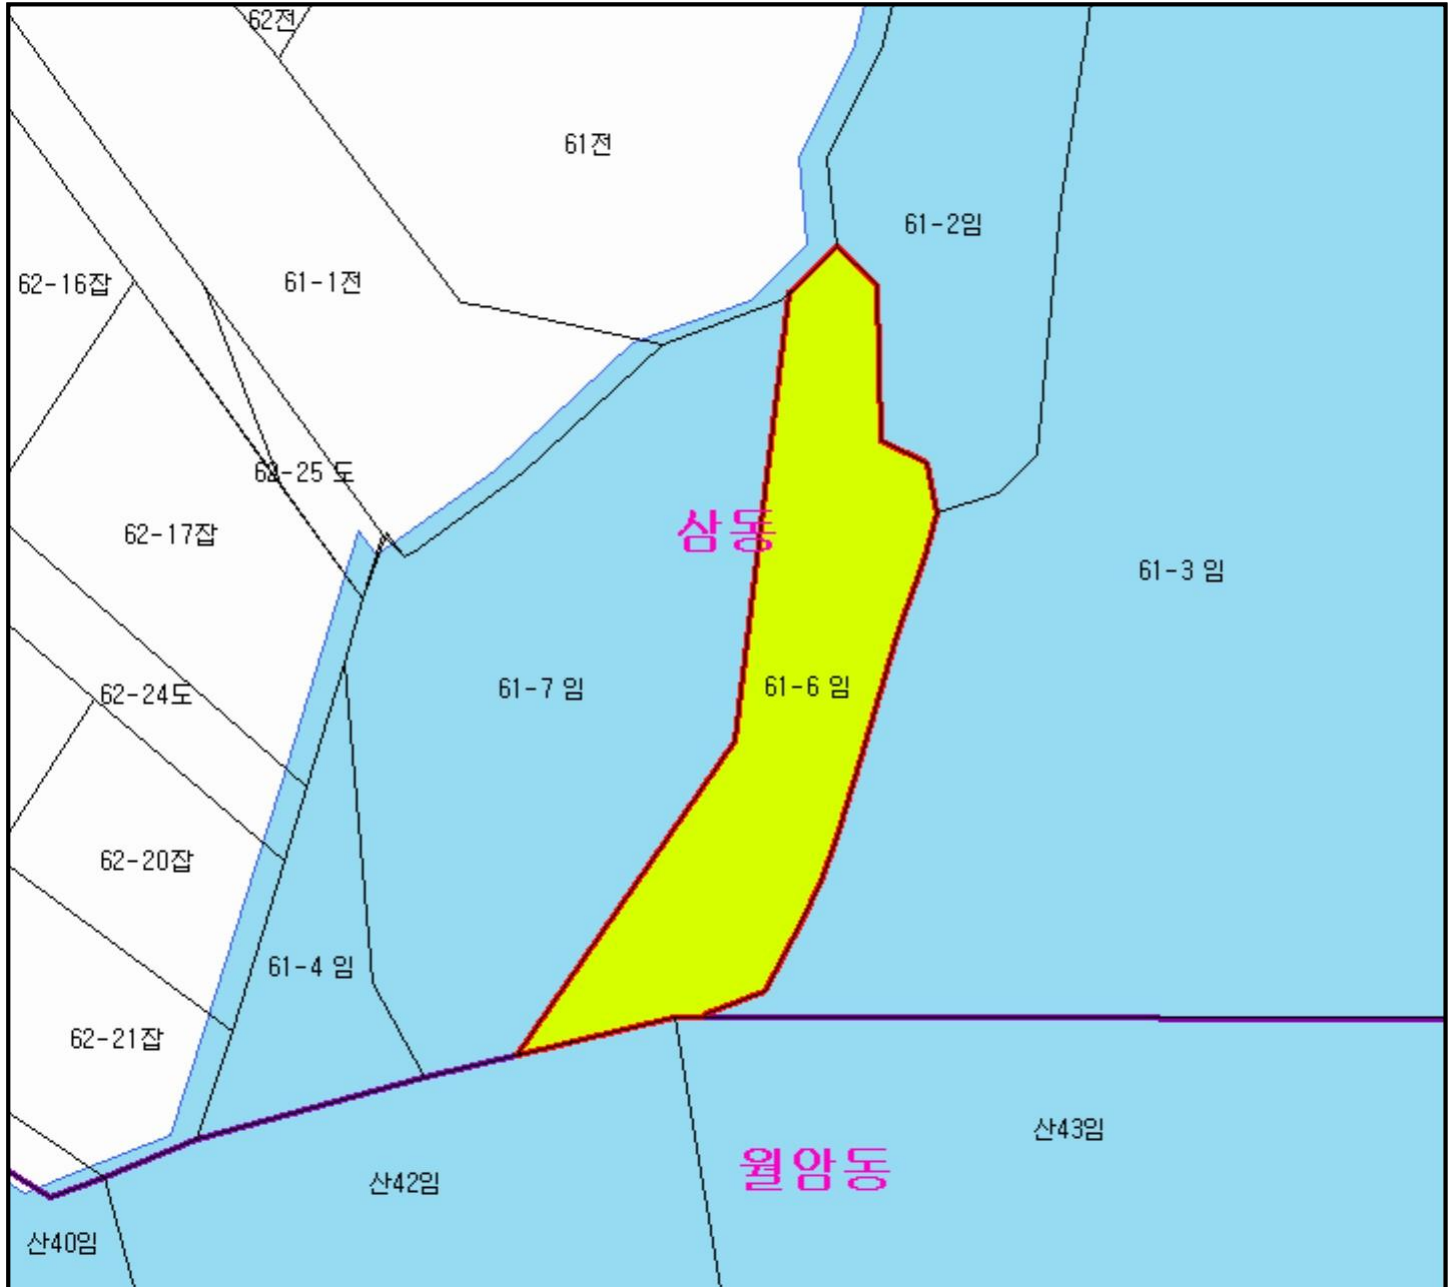 62전
61전
61-2임
62-16잡
61-1전
62-25 도
62-17잡
삼동
61-3 임
62-24도
61-7 임
61-6 임
62-20잡
61-4 임
62-21잡
산43임
월암동
산42임
산40임